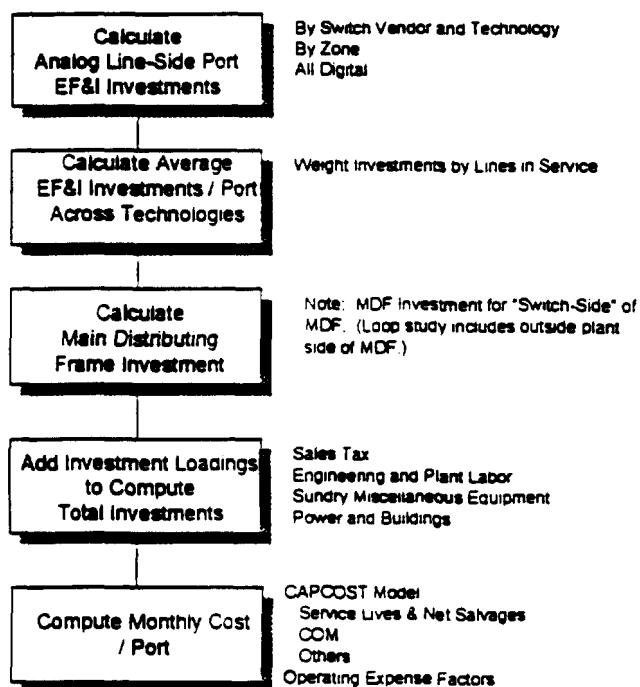 Calculate
Analog Line-Side Port
EF&I Investments
By Switch Vendor and Technology
By Zone
All Digital
Calculate Average
EF&I Investments / Port
Across Technologies
Weight Investments by Lines in Service
Calculate
Main Distributing
Frame Investment
Note: MDF Investment for "Switch-Side" of
MDF. (Loop study includes outside plant
side of MDF.)
Add Investment Loadings
to Compute
Total Investments
Sales Tax
Engineering and Plant Labor
Sundry Miscellaneous Equipment
Power and Buildings
Compute Monthly Cost
/ Port
CAPCOST Model
Service Lives & Net Salvages
COM
Others
Operating Expense Factors